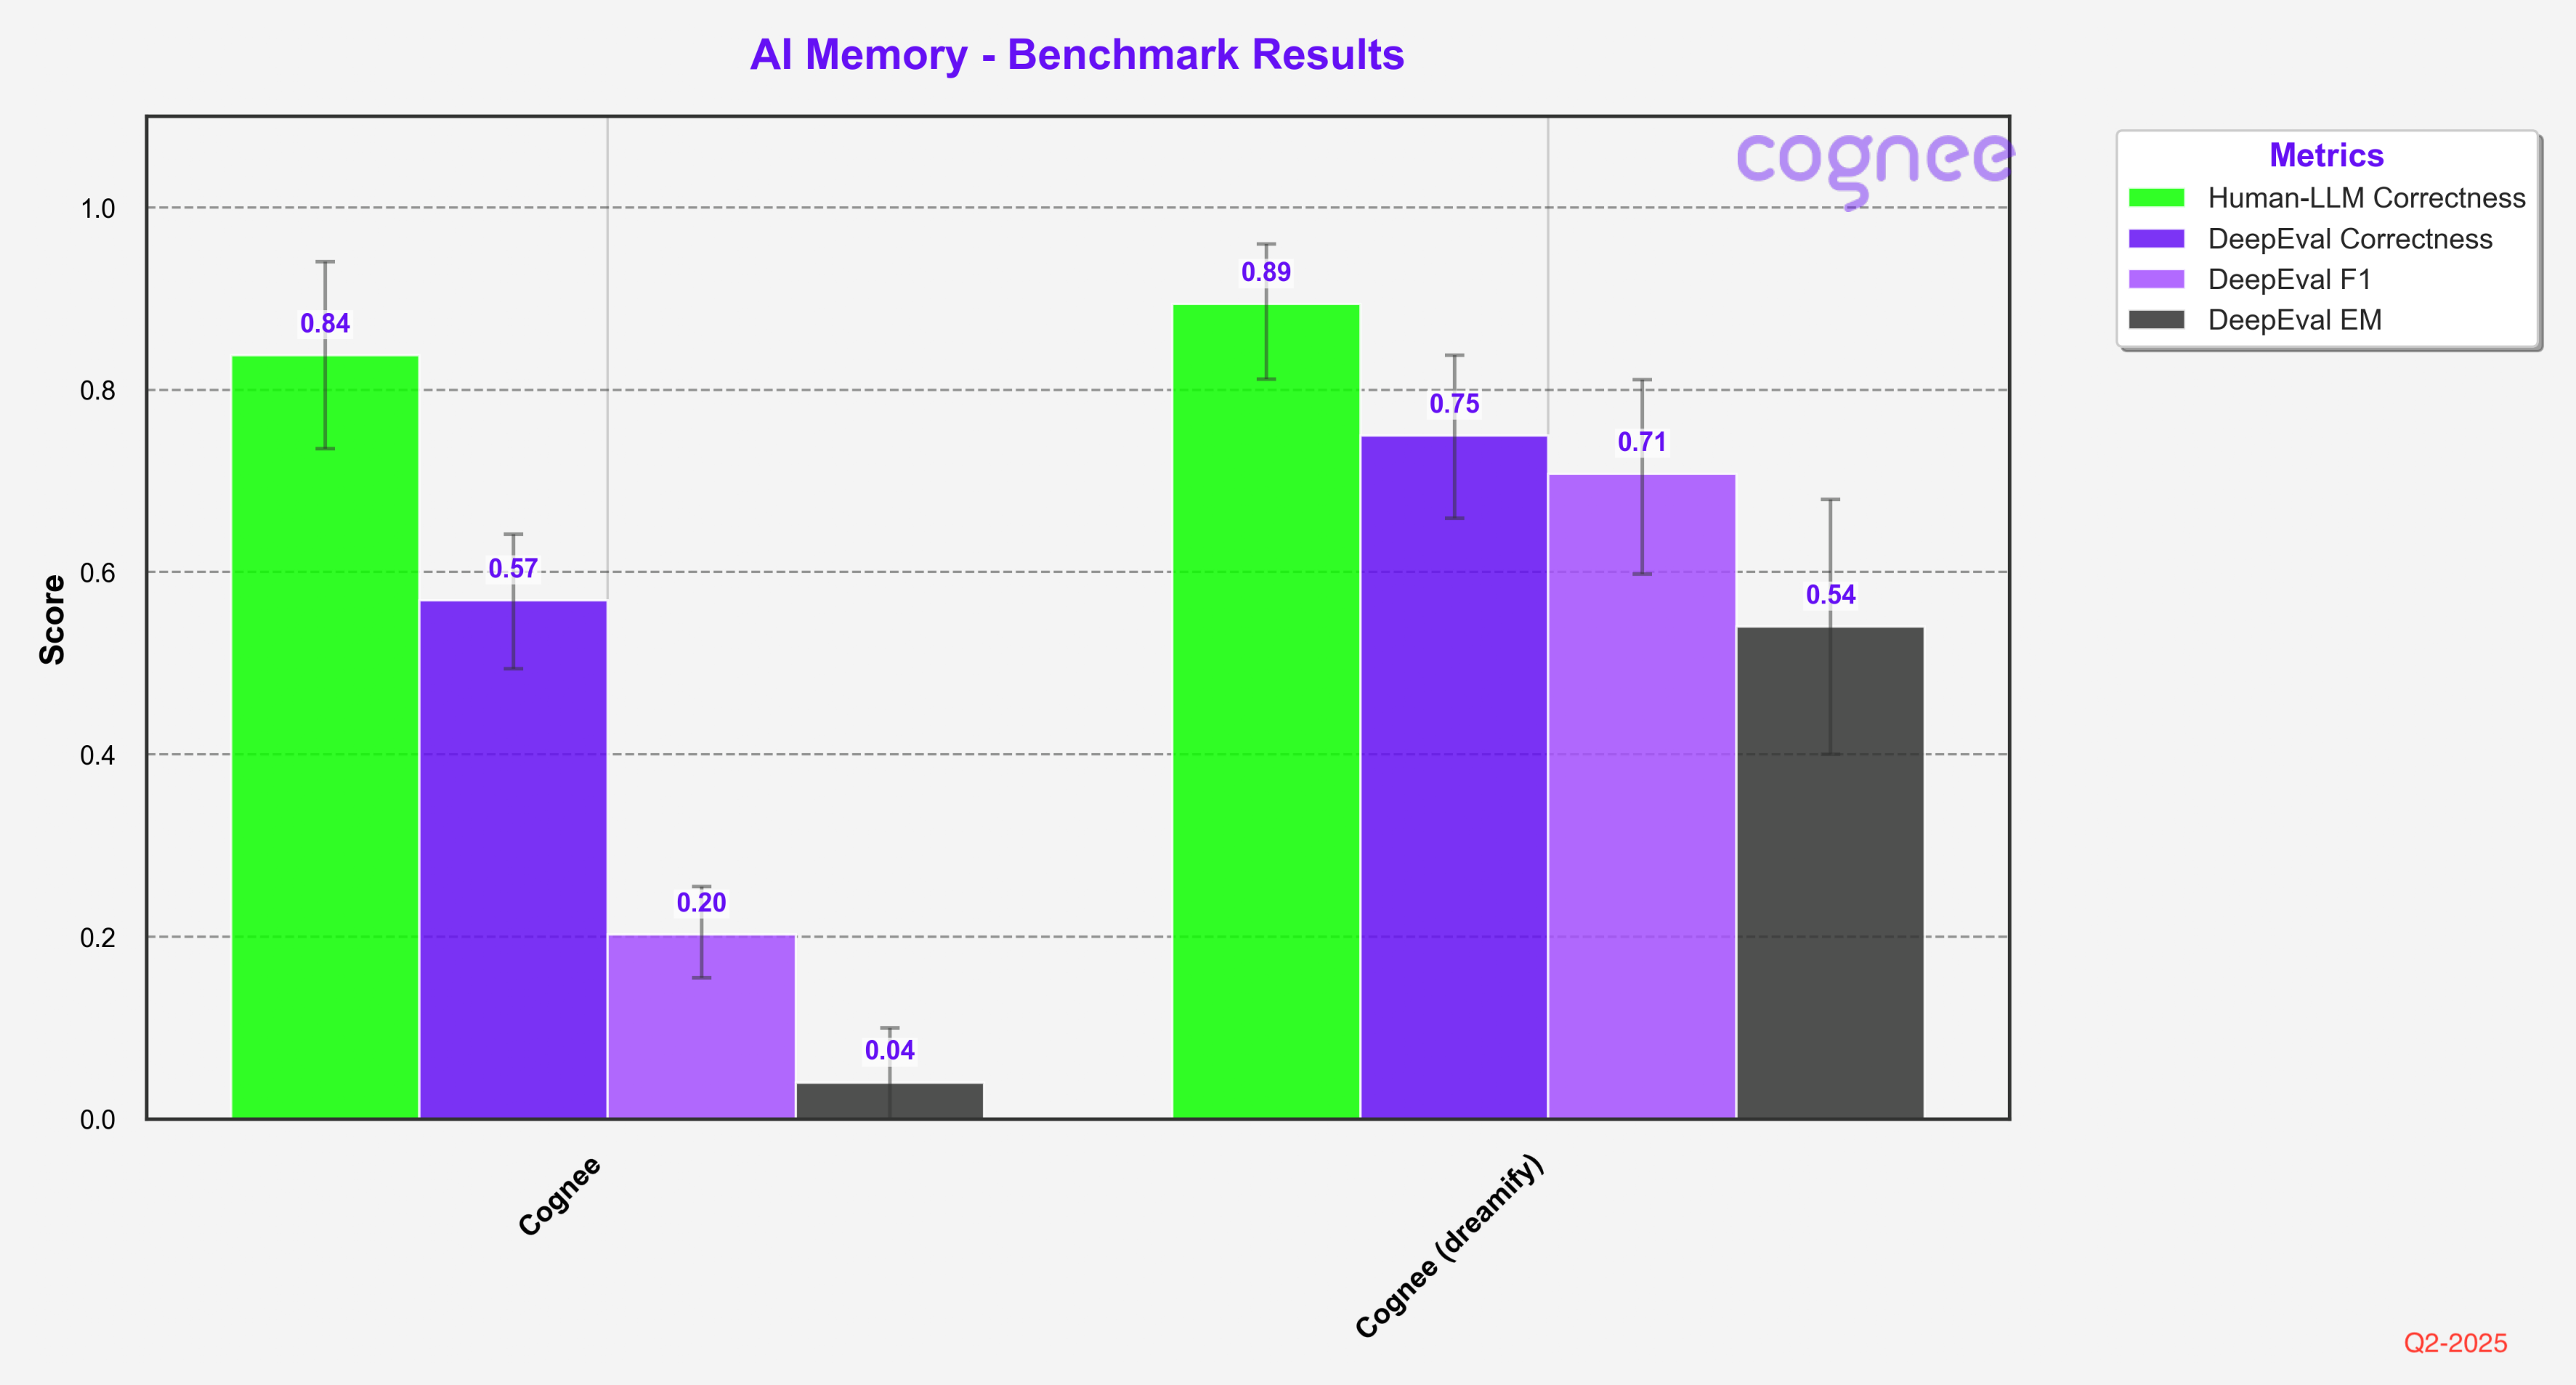 AI Memory - Benchmark Results
cognee
Metrics
Human-LLM Correctness
DeepEval Correctness
DeepEval F1
DeepEval EM
Score
1.0
0.8
0.6
0.4
0.2
0.0
0.84
0.57
0.20
0.04
0.89
0.75
0.71
0.54
Cognee
Cognee (dreamify)
Q2-2025